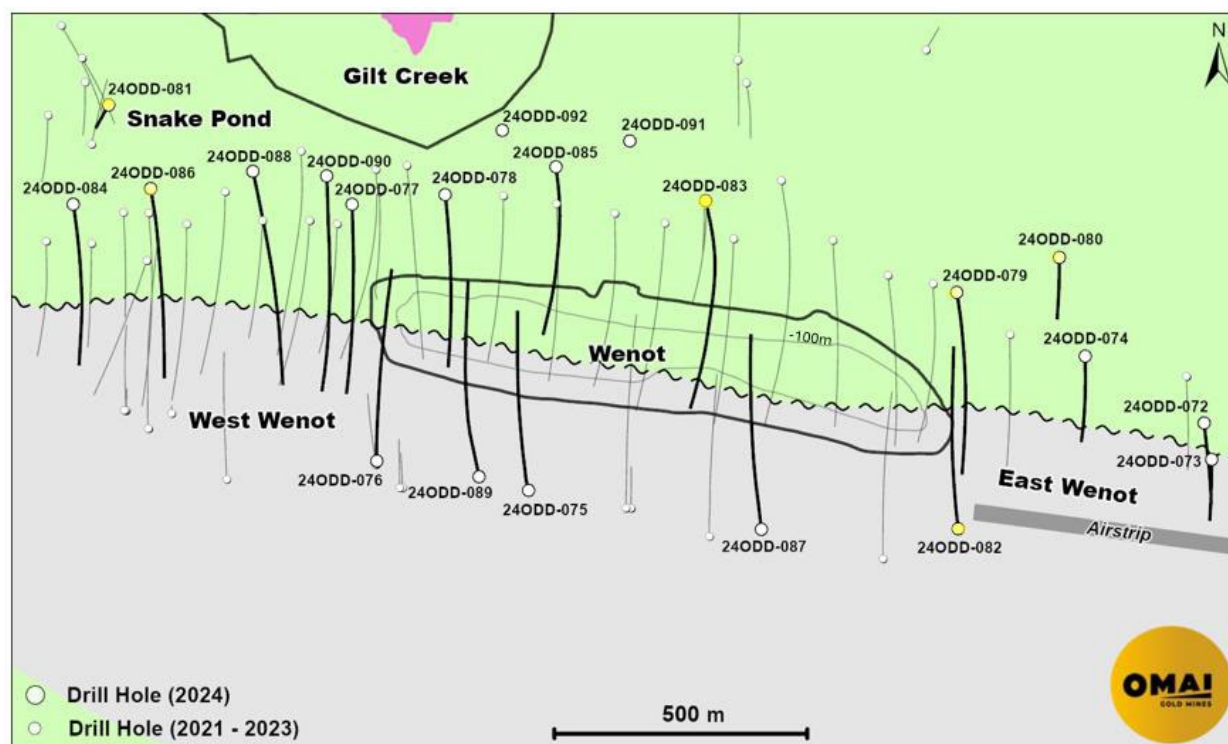 N
Gilt Creek
24ODD-081
Snake Pond
24ODD-092
24ODD-091
24ODD-088
24ODD-090
24ODD-085
24ODD-086
24ODD-084
24ODD-077
24ODD-078
24ODD-083
24ODD-080
24ODD-079
-100m
Wenot
24ODD-074
West Wenot
24ODD-072
24ODD-073
24ODD-076
24ODD-089
24ODD-075
East Wenot
Airstrip
24ODD-087
24ODD-082
Drill Hole (2024)
Drill Hole (2021 - 2023)
500 m
OMAI
GOLD MINES